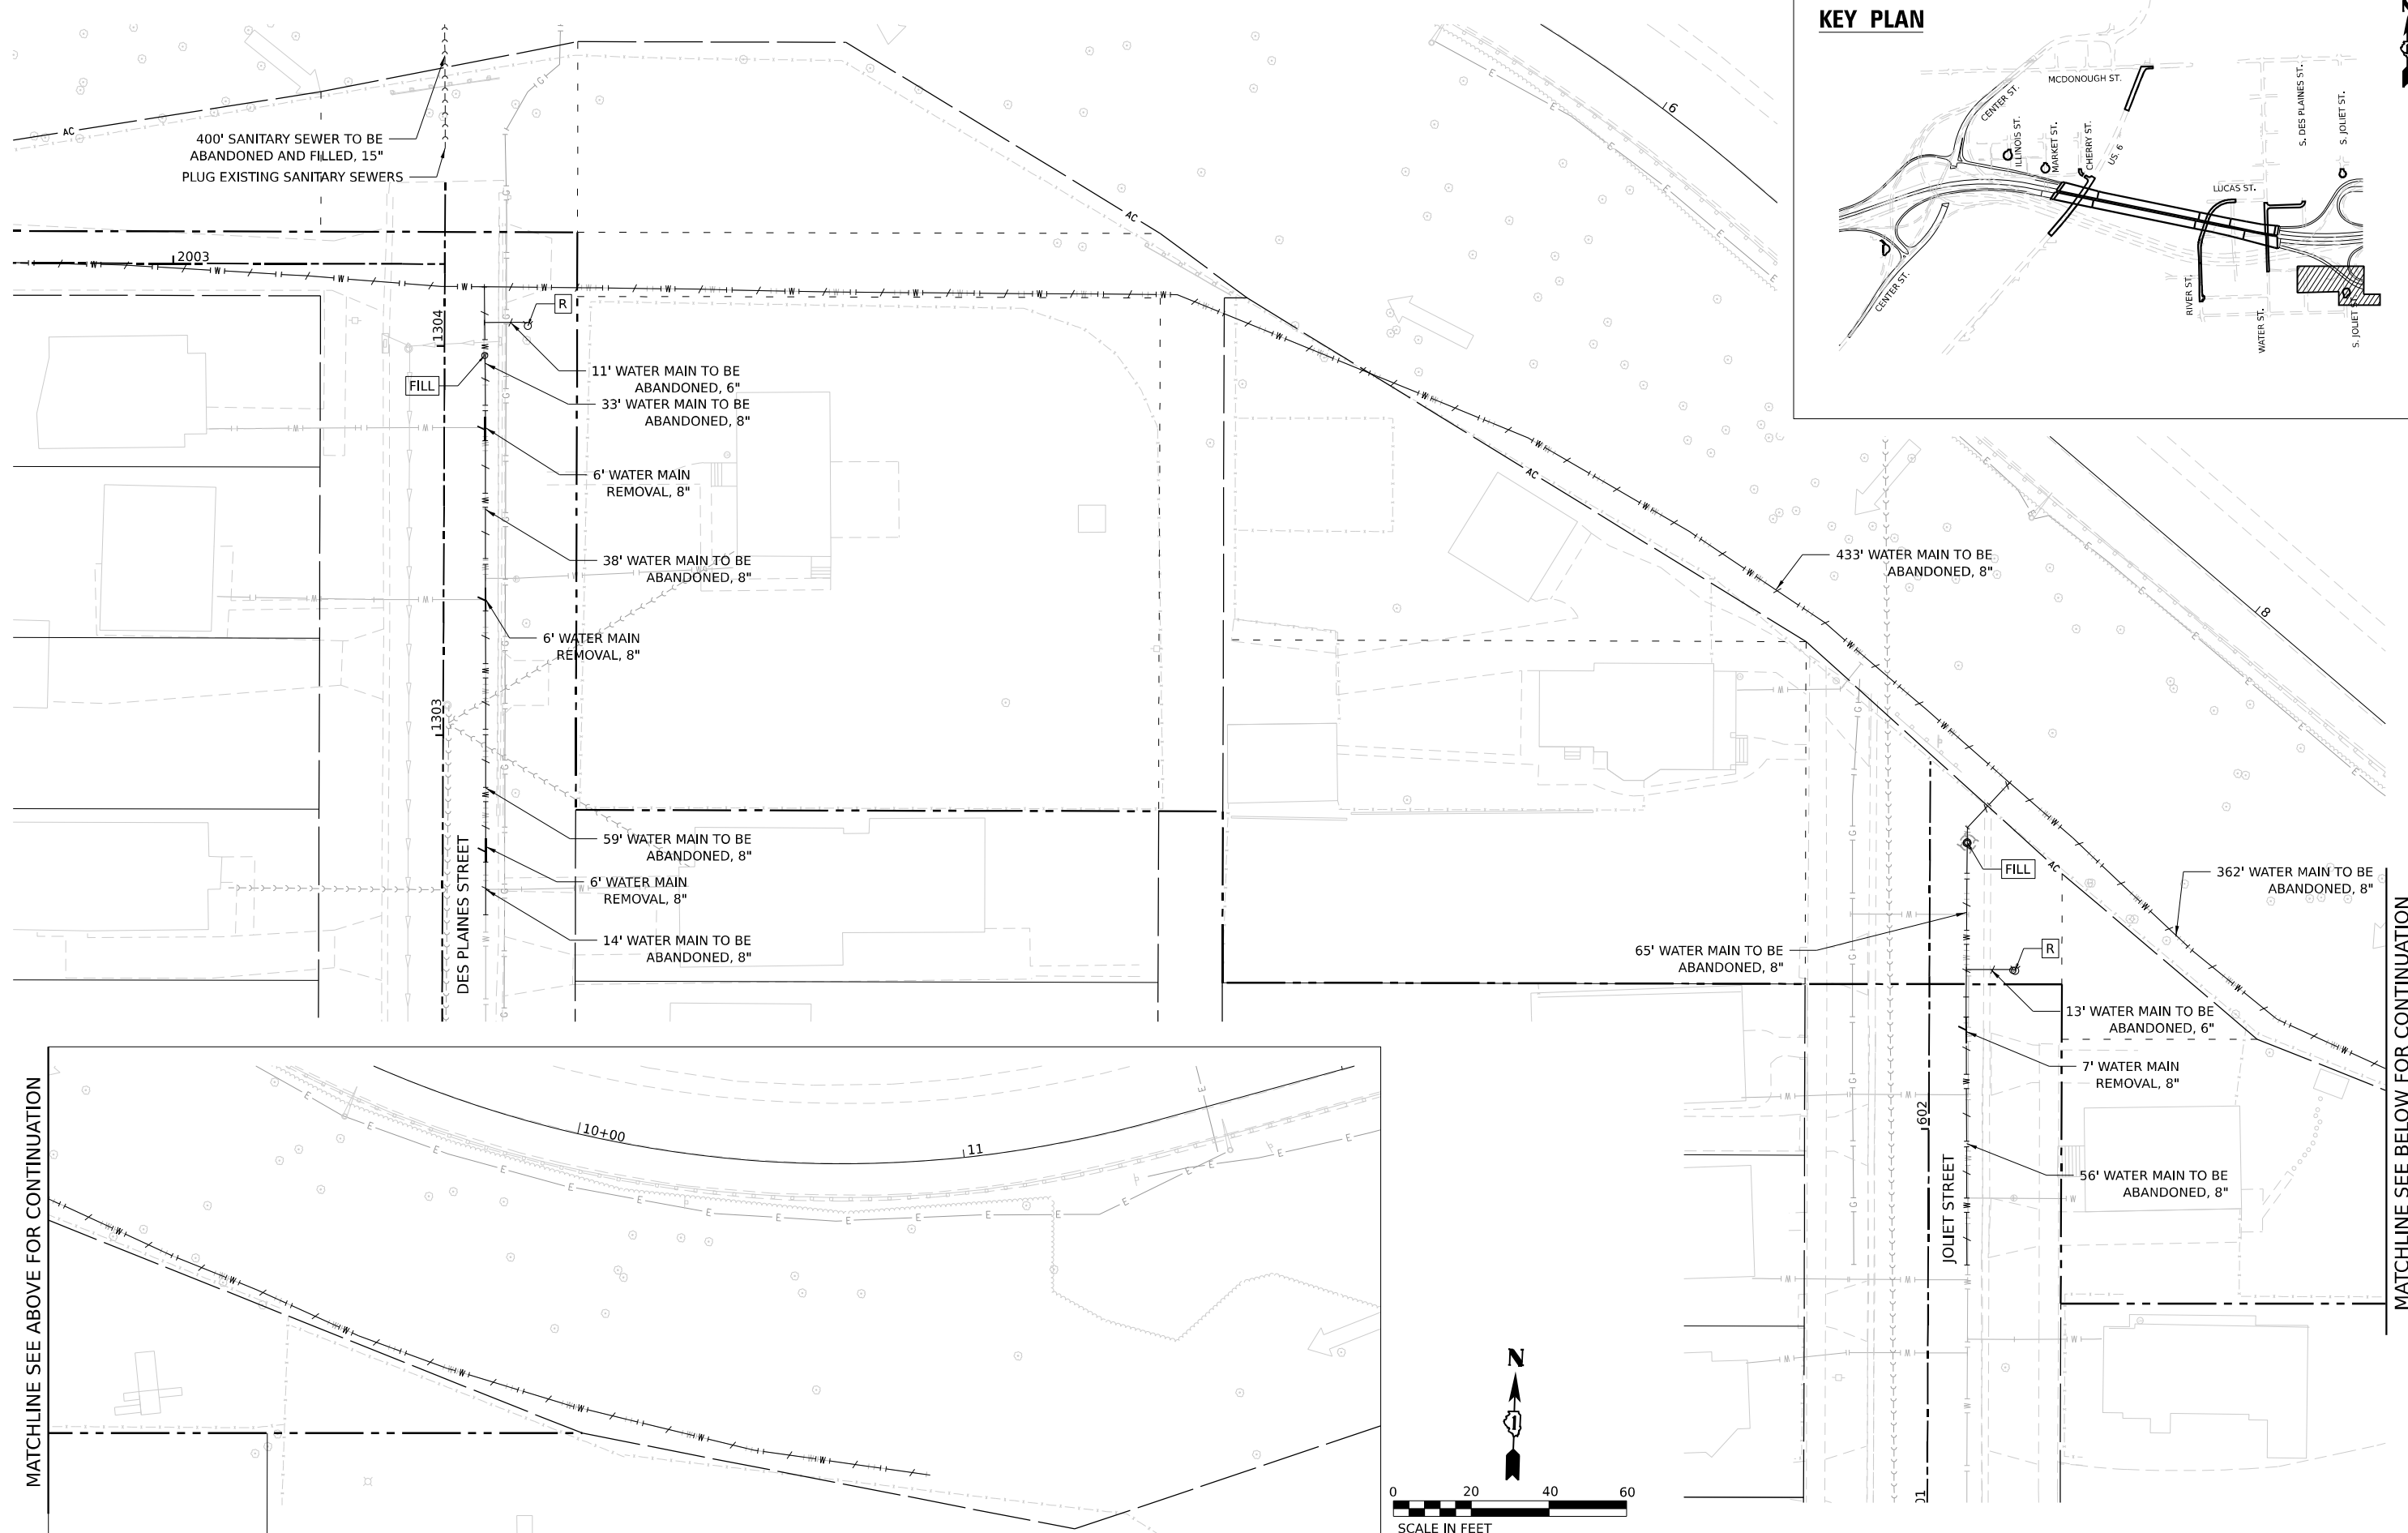 KEY PLAN
N
MCDONOUGH ST.
CENTER ST.
ILLINOIS ST.
MARKET ST.
CHERRY ST.
US. 6
S. DES PLAINES ST.
S. JOLIET ST.
LUCAS ST.
CENTER ST.
RIVER ST.
WATER ST.
S. JOLIET ST.
AC
400' SANITARY SEWER TO BE
ABANDONED AND FILLED, 15"
PLUG EXISTING SANITARY SEWERS
6
AC
2003
1304
R
FILL
11' WATER MAIN TO BE
ABANDONED, 6"
33' WATER MAIN TO BE
ABANDONED, 8"
6' WATER MAIN
REMOVAL, 8"
38' WATER MAIN TO BE
ABANDONED, 8"
6' WATER MAIN
REMOVAL, 8"
1303
59' WATER MAIN TO BE
ABANDONED, 8"
6' WATER MAIN
REMOVAL, 8"
14' WATER MAIN TO BE
ABANDONED, 8"
DES PLAINES STREET
AC
433' WATER MAIN TO BE
ABANDONED, 8"
8
FILL
AC
362' WATER MAIN TO BE
ABANDONED, 8"
65' WATER MAIN TO BE
ABANDONED, 8"
R
13' WATER MAIN TO BE
ABANDONED, 6"
7' WATER MAIN
REMOVAL, 8"
602
56' WATER MAIN TO BE
ABANDONED, 8"
JOLIET STREET
MATCHLINE SEE BELOW FOR CONTINUATION
MATCHLINE SEE ABOVE FOR CONTINUATION
10+00
11
N
1
0 20 40 60
SCALE IN FEET